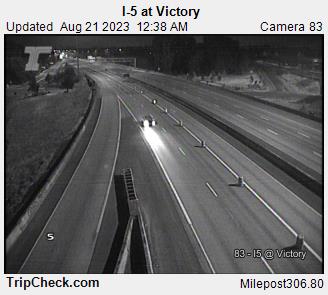 I-5 at Victory
Updated Aug 21 2023 12:38 AM Camera 83
T
S
83 - I5 @ Victory
TripCheck.com Milepost306.80